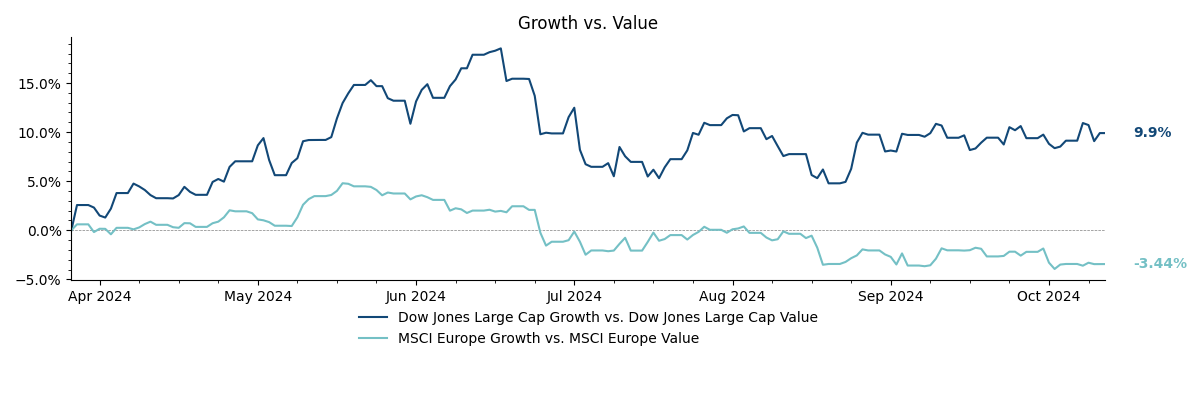 Growth vs. Value
15.0%
10.0%
5.0%
0.0%
−5.0%
9.9%
-3.44%
Apr 2024 May 2024 Jun 2024 Jul 2024 Aug 2024 Sep 2024 Oct 2024
Dow Jones Large Cap Growth vs. Dow Jones Large Cap Value
MSCI Europe Growth vs. MSCI Europe Value